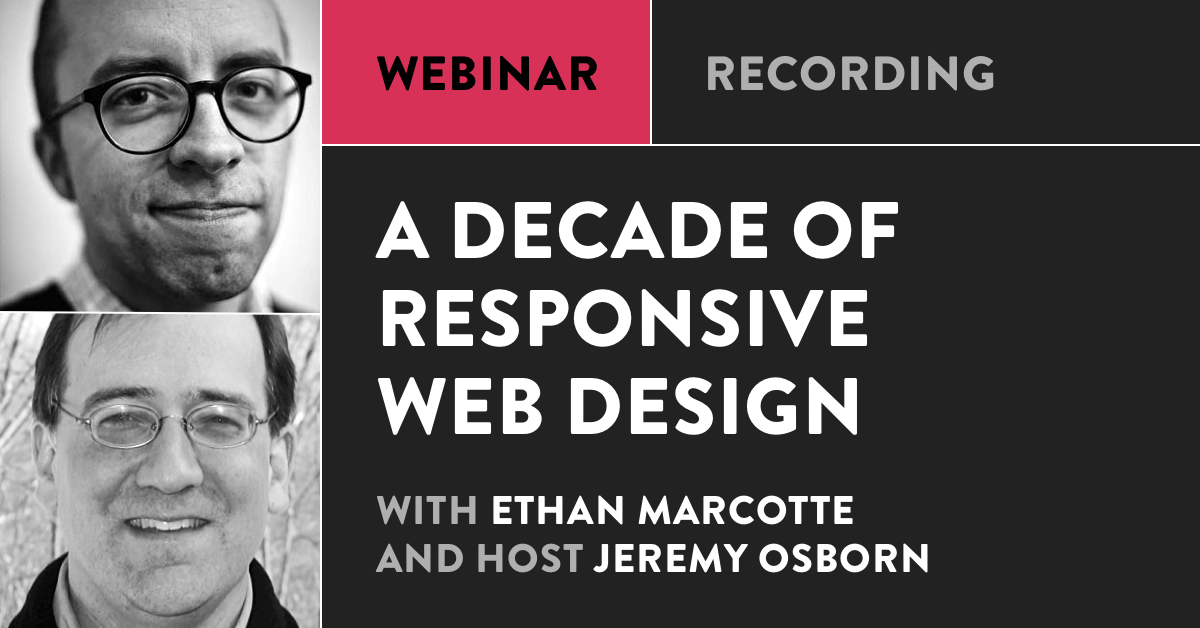 WEBINAR
RECORDING
A DECADE OF
RESPONSIVE
WEB DESIGN
WITH ETHAN MARCOTTE
AND HOST JEREMY OSBORN